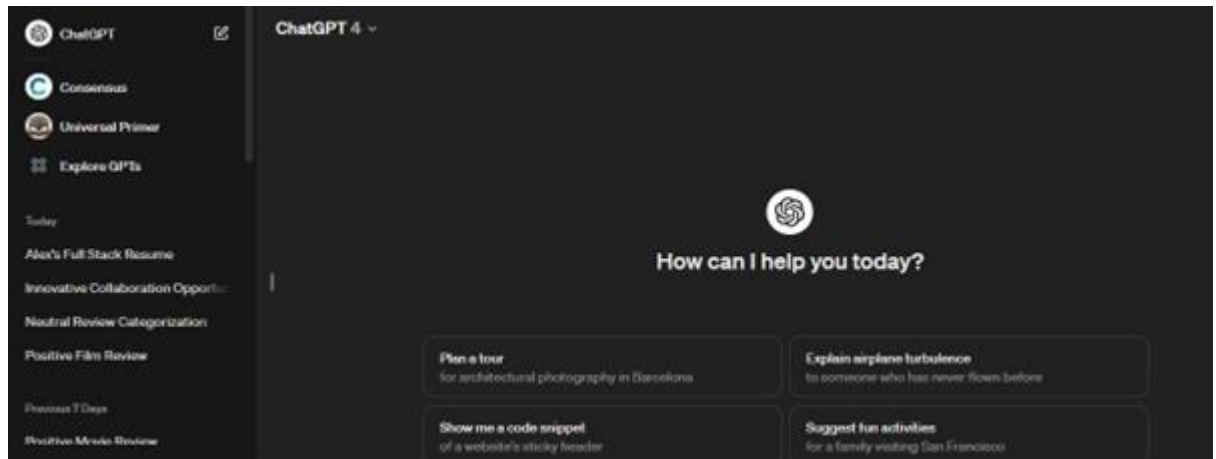 ChatGPT
Consensus
Universal Primer
Explore GPTs
Today
Alex's Full Stack Resume
Innovative Collaboration Opportu
Neutral Review Categorization
Positive Film Review
Previous 7 Days
Positive Movie Review
ChatGPT 4
How can I help you today?
Plan a tour
for architectural photography in Barcelona
Explain airplane turbulence
to someone who has never flown before
Show me a code snippet
of a website's sticky header
Suggest fun activities
for a family visiting San Francisco